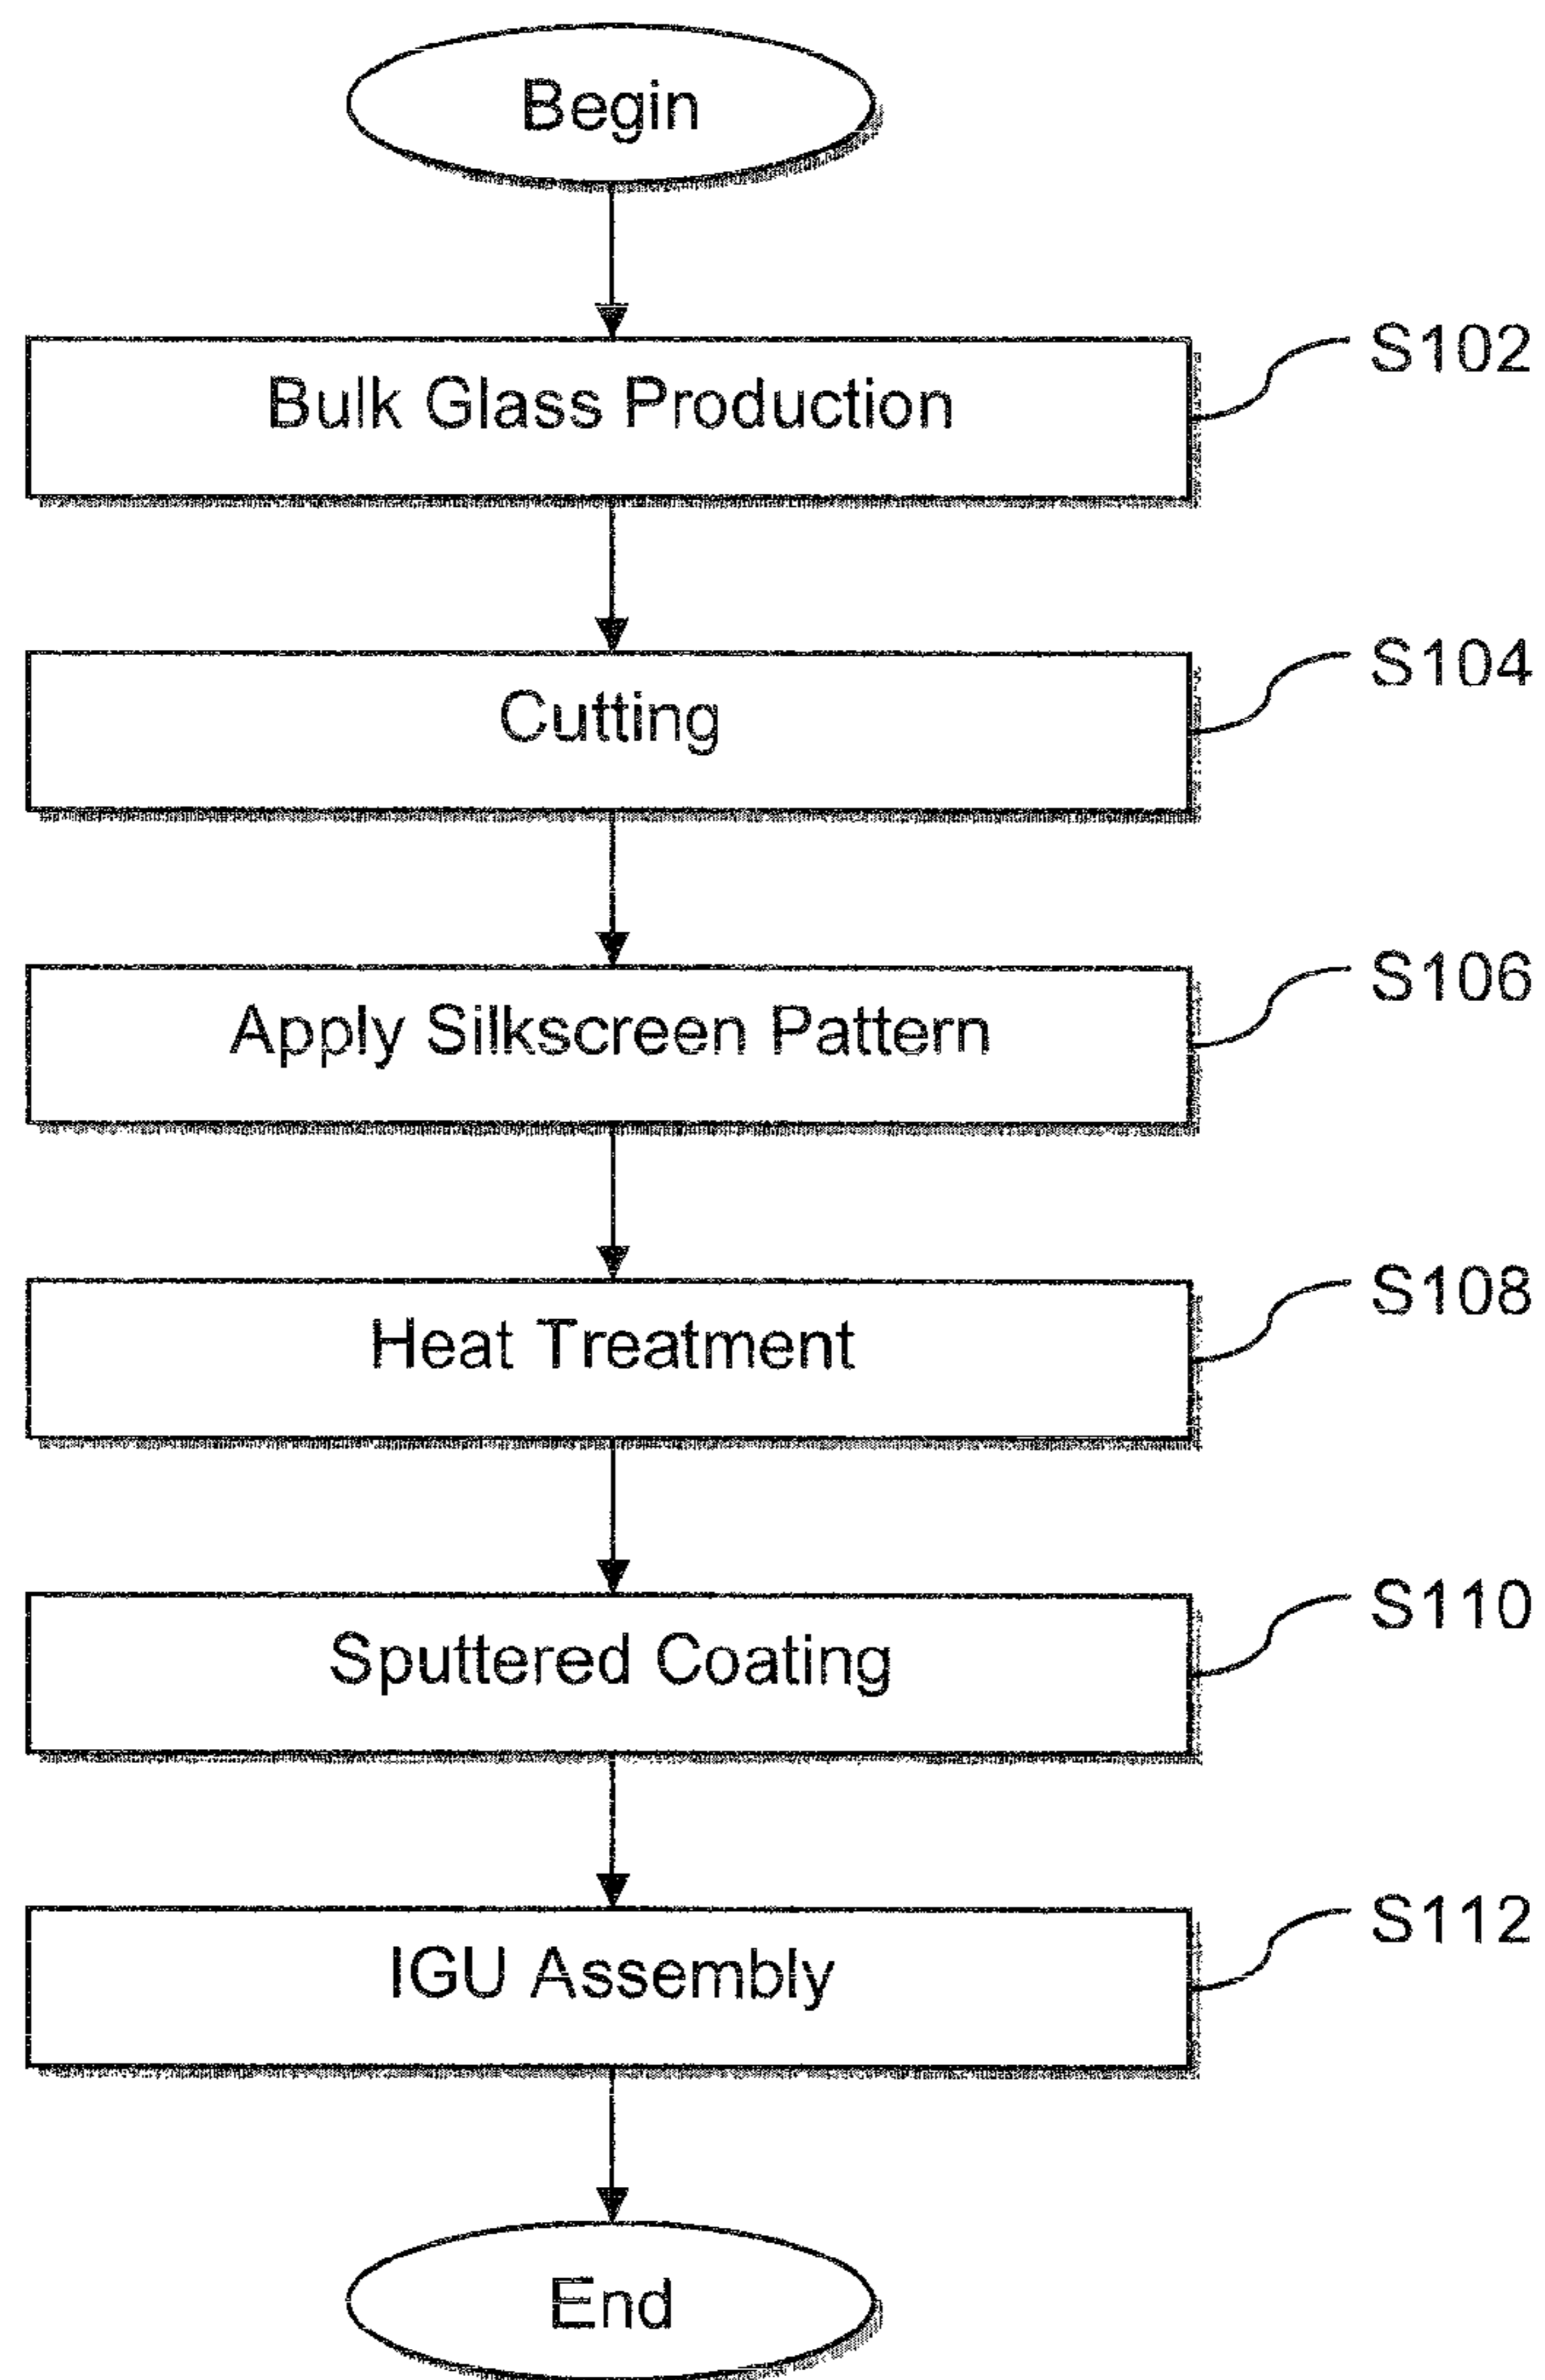 Begin
Bulk Glass Production
S102
Cutting
S104
Apply Silkscreen Pattern
S106
Heat Treatment
S108
Sputtered Coating
S110
IGU Assembly
S112
End